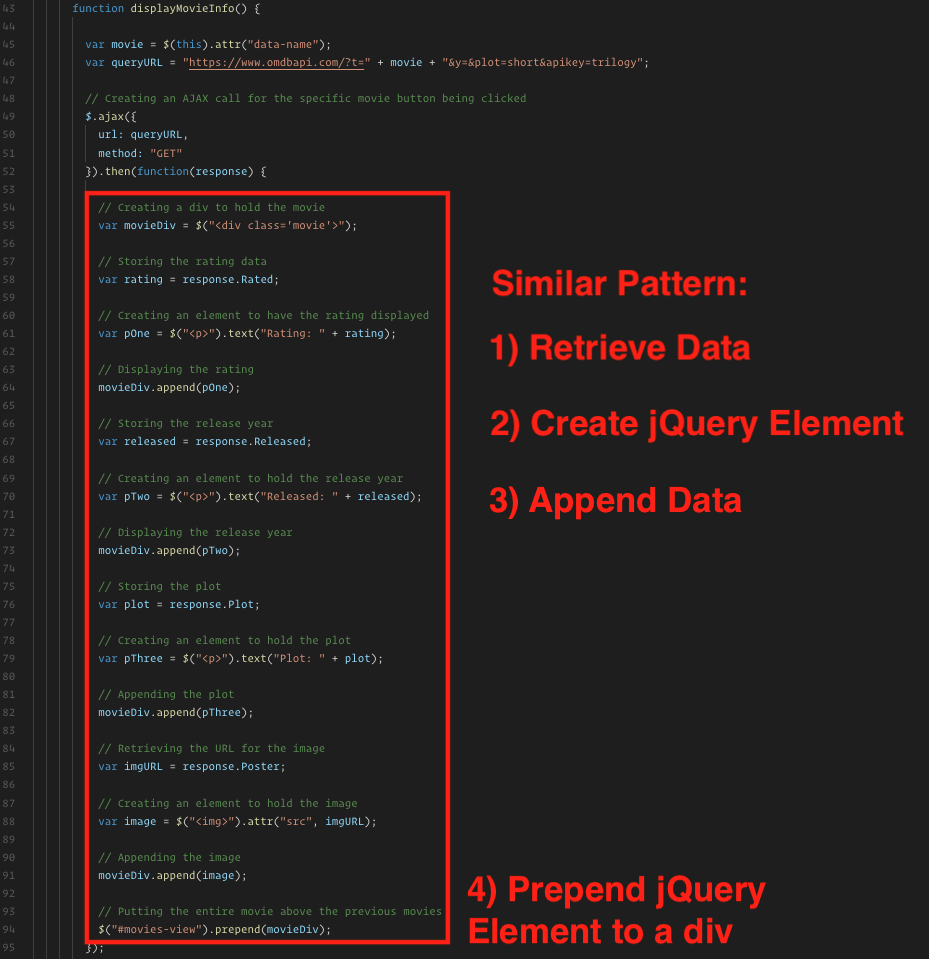 43 function displayMovieInfo() {
44
45 var movie = $(this).attr("data-name");
46 var queryURL = "https://www.omdbapi.com/?t=" + movie + "&y=&plot=short&apikey=trilogy";
47
48 // Creating an AJAX call for the specific movie button being clicked
49 $.ajax({
50 url: queryURL,
51 method: "GET"
52 }).then(function(response) {
53
54 // Creating a div to hold the movie
55 var movieDiv = $("<div class='movie'>");
56
57 // Storing the rating data
58 var rating = response.Rated;
59
60 // Creating an element to have the rating displayed
61 var pOne = $("<p>").text("Rating: " + rating);
62
63 // Displaying the rating
64 movieDiv.append(pOne);
65
66 // Storing the release year
67 var released = response.Released;
68
69 // Creating an element to hold the release year
70 var pTwo = $("<p>").text("Released: " + released);
71
72 // Displaying the release year
73 movieDiv.append(pTwo);
74
75 // Storing the plot
76 var plot = response.Plot;
77
78 // Creating an element to hold the plot
79 var pThree = $("<p>").text("Plot: " + plot);
80
81 // Appending the plot
82 movieDiv.append(pThree);
83
84 // Retrieving the URL for the image
85 var imgURL = response.Poster;
86
87 // Creating an element to hold the image
88 var image = $("<img>").attr("src", imgURL);
89
90 // Appending the image
91 movieDiv.append(image);
92
93 // Putting the entire movie above the previous movies
94 $("#movies-view").prepend(movieDiv);
95 });
Similar Pattern:
1) Retrieve Data
2) Create jQuery Element
3) Append Data
4) Prepend jQuery
Element to a div